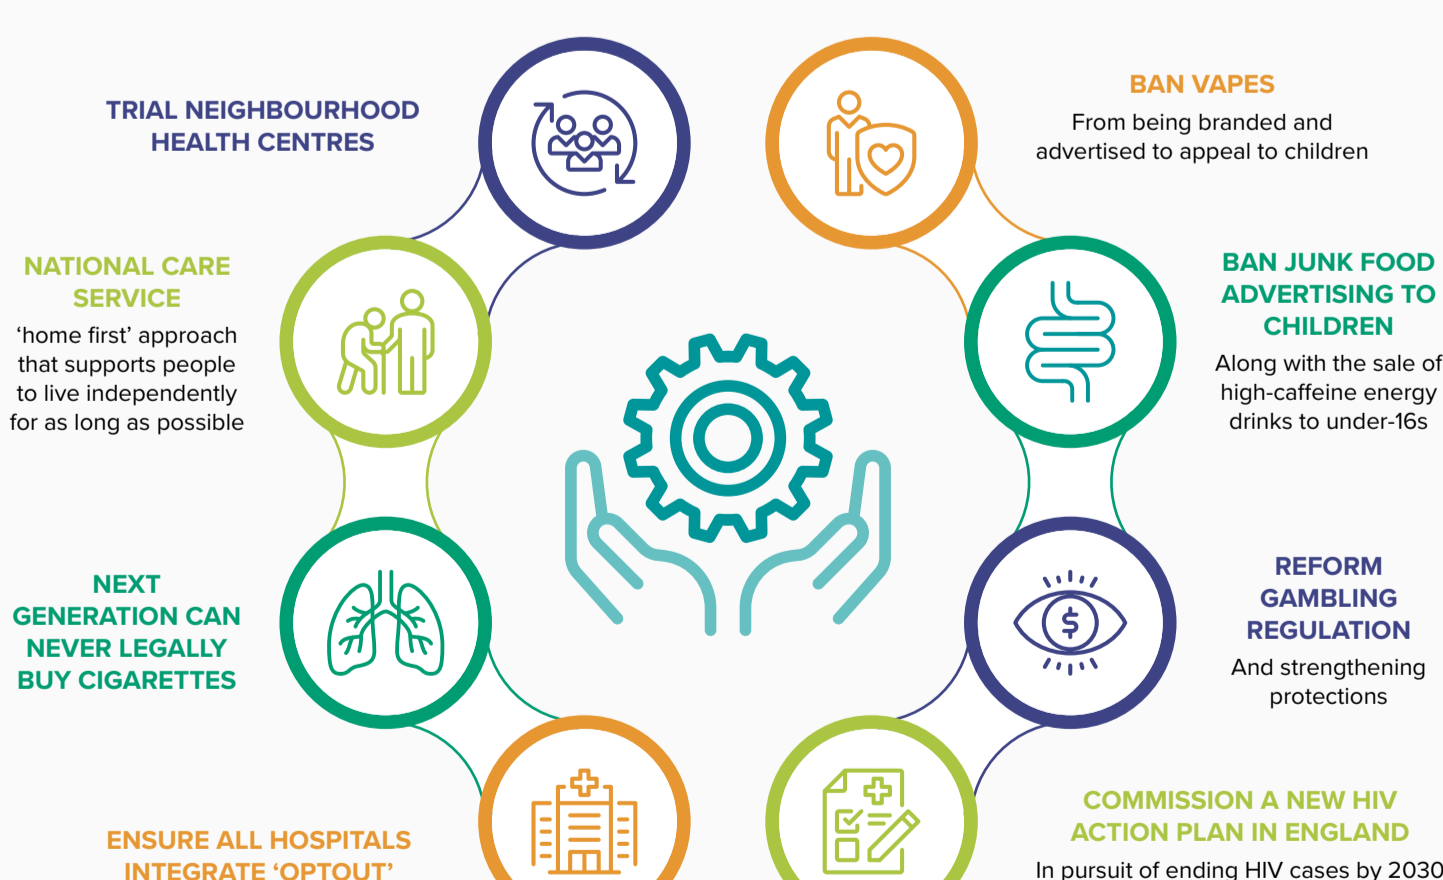 TRIAL NEIGHBOURHOOD
HEALTH CENTRES
NATIONAL CARE
SERVICE
‘home first’ approach
that supports people
to live independently
for as long as possible
NEXT
GENERATION CAN
NEVER LEGALLY
BUY CIGARETTES
ENSURE ALL HOSPITALS
INTEGRATE ‘OPTOUT’
BAN VAPES
From being branded and
advertised to appeal to children
BAN JUNK FOOD
ADVERTISING TO
CHILDREN
Along with the sale of
high-caffeine energy
drinks to under-16s
$
REFORM
GAMBLING
REGULATION
And strengthening
protections
COMMISSION A NEW HIV
ACTION PLAN IN ENGLAND
In pursuit of ending HIV cases by 2030